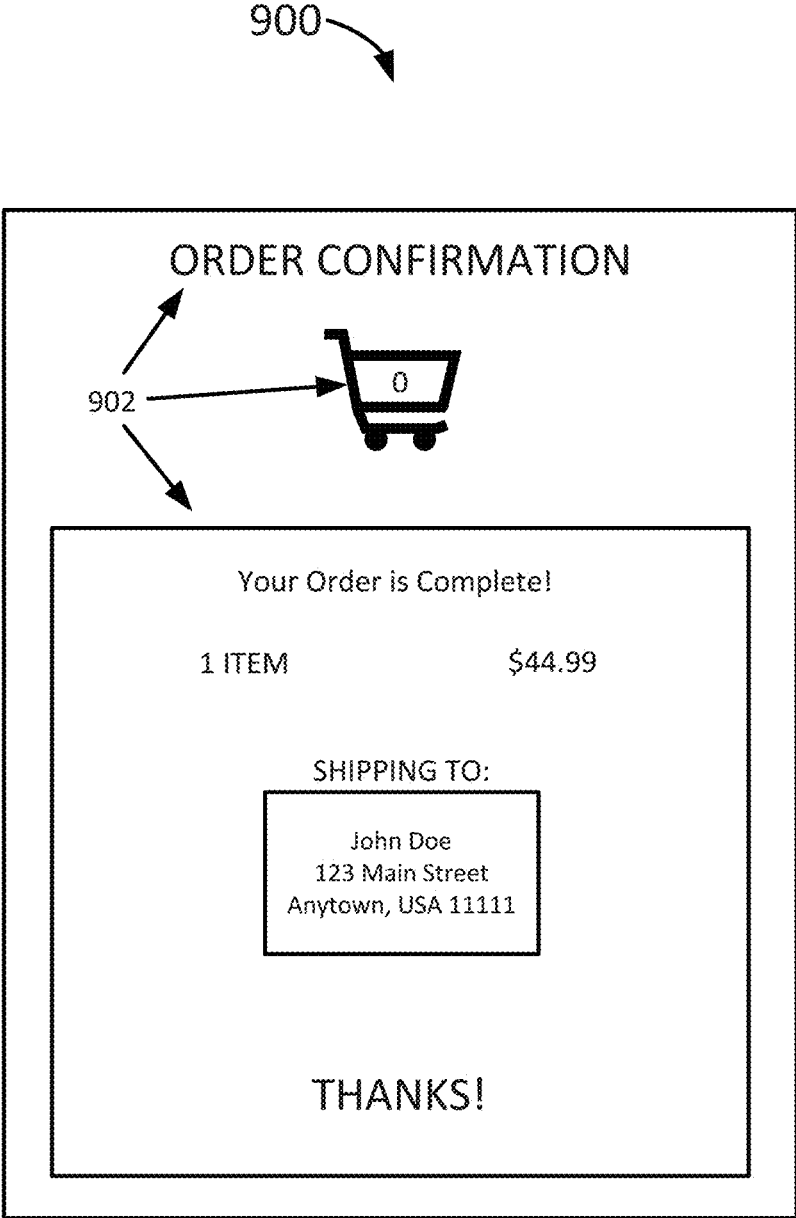 900
ORDER CONFIRMATION
0
902
Your Order is Complete!
1 ITEM $44.99
SHIPPING TO:
John Doe
123 Main Street
Anytown, USA 11111
THANKS!